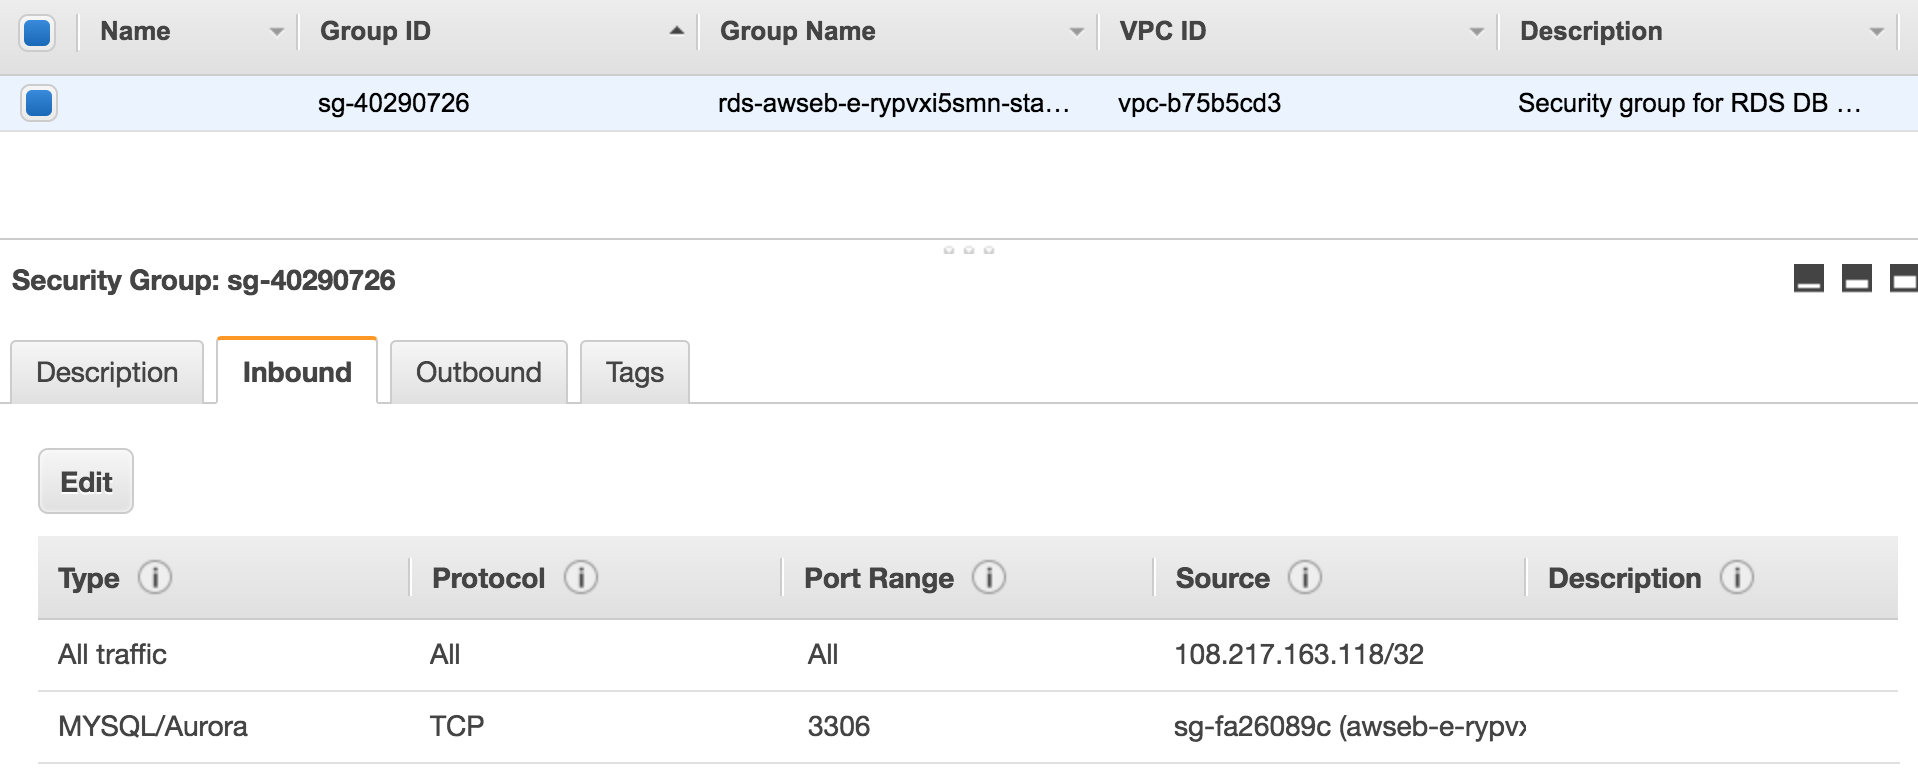 Name Group ID Group Name VPC ID Description
sg-40290726 rds-awseb-e-rypvxi5smn-sta... vpc-b75b5cd3 Security group for RDS DB ...
Security Group: sg-40290726
Description Inbound Outbound Tags
Edit
Type Protocol Port Range Source Description
All traffic All All 108.217.163.118/32
MYSQL/Aurora TCP 3306 sg-fa26089c (awseb-e-rypvx